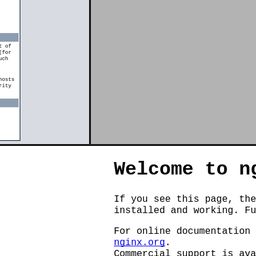 of
(for
uch
hosts
rity
Welcome to ng
If you see this page, the
installed and working. Fu
For online documentation
nginx.org.
Commercial support is ava